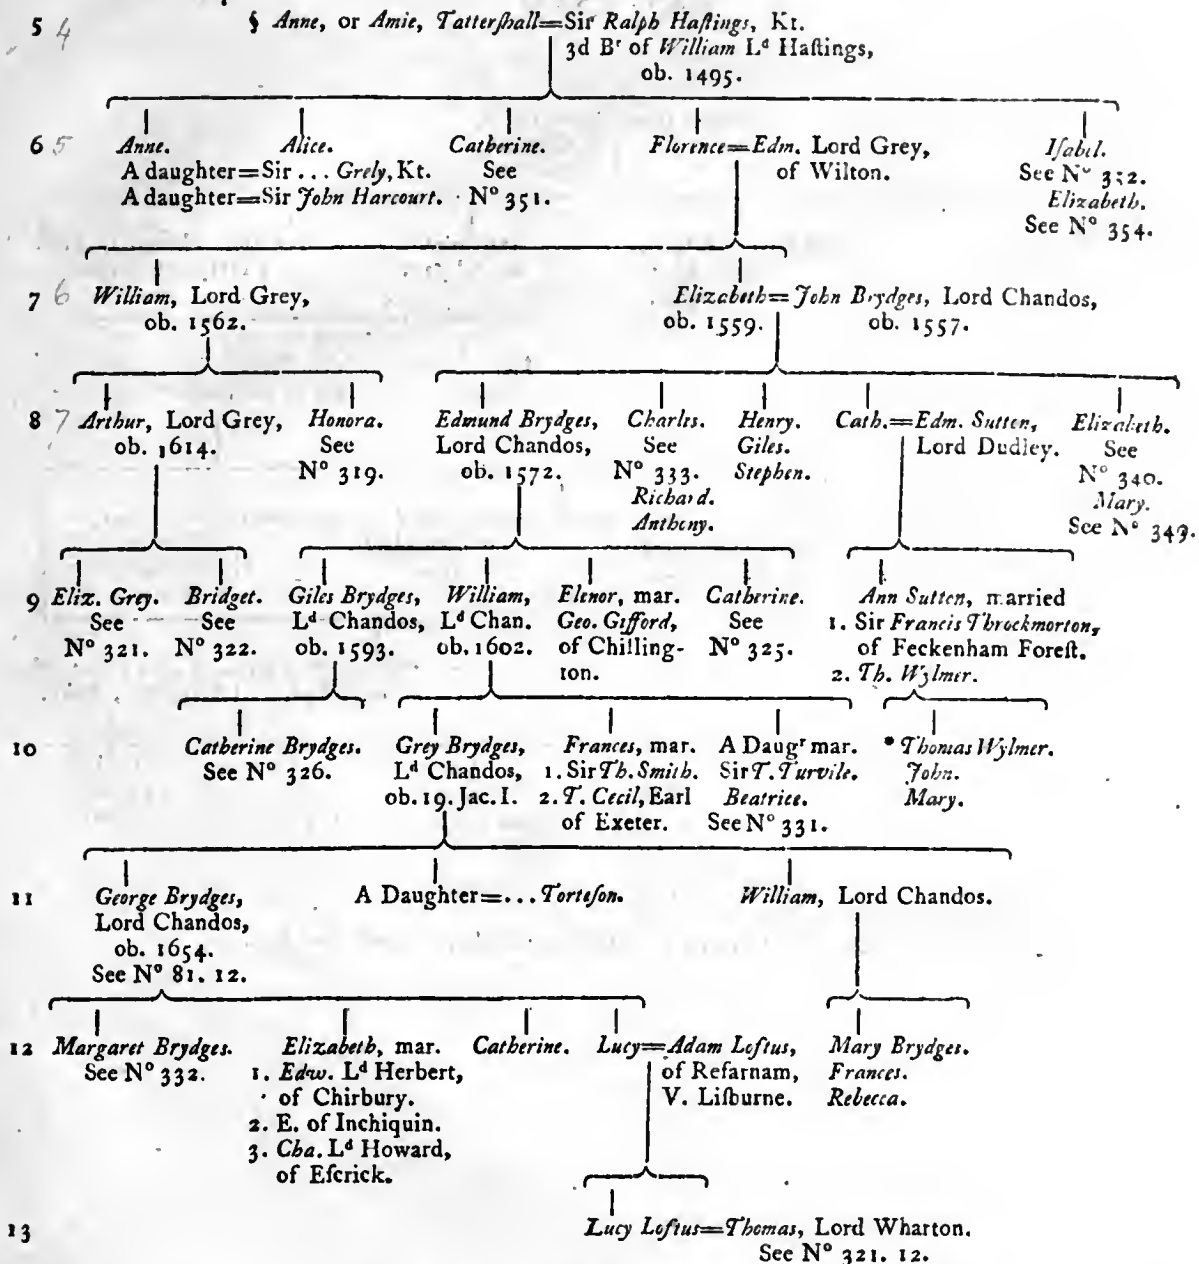 5 4 § Anne, or Amie, Tatterſhall=Sir Ralph Haſtings, Kt.
3d Bʳ of William Lᵈ Haſtings,
ob. 1495.
6 5 Anne. Alice. Catherine. Florence=Edm. Lord Grey, Iſabel.
A daughter=Sir ... Grely, Kt. See of Wilton. See Nº 352.
A daughter=Sir John Harcourt. Nº 351. Elizabeth.
See Nº 354.
7 6 William, Lord Grey, Elizabeth=John Brydges, Lord Chandos,
ob. 1562. ob. 1559. ob. 1557.
8 7 Arthur, Lord Grey, Honora. Edmund Brydges, Charles. Henry. Cath.=Edm. Sutten, Elizabeth.
ob. 1614. See Lord Chandos, See Giles. Lord Dudley. See
Nº 319. ob. 1572. Nº 333. Stephen. Nº 340.
Richard. Mary.
Anthony. See Nº 349.
9 Eliz. Grey. Bridget. Giles Brydges, William, Elenor, mar. Catherine. Ann Sutten, married
See See Lᵈ Chandos, Lᵈ Chan. Geo. Gifford, See 1. Sir Francis Throckmorton,
Nº 321. Nº 322. ob. 1593. ob. 1602. of Chilling- Nº 325. of Feckenham Foreſt.
ton. 2. Th. Wylmer.
10 Catherine Brydges. Grey Brydges, Frances, mar. A Daugʳ mar. * Thomas Wylmer.
See Nº 326. Lᵈ Chandos, 1. Sir Th. Smith. Sir T. Turvile. John.
ob. 19. Jac. I. 2. T. Cecil, Earl Beatrice. Mary.
of Exeter. See Nº 331.
11 George Brydges, A Daughter=... Torteſon. William, Lord Chandos.
Lord Chandos,
ob. 1654.
See Nº 81. 12.
12 Margaret Brydges. Elizabeth, mar. Catherine. Lucy=Adam Loftus, Mary Brydges.
See Nº 332. 1. Edw. Lᵈ Herbert, of Refarnam, Frances.
of Chirbury. V. Liſburne. Rebecca.
2. E. of Inchiquin.
3. Cha. Lᵈ Howard,
of Eſcrick.
13 Lucy Loftus=Thomas, Lord Wharton.
See Nº 321. 12.